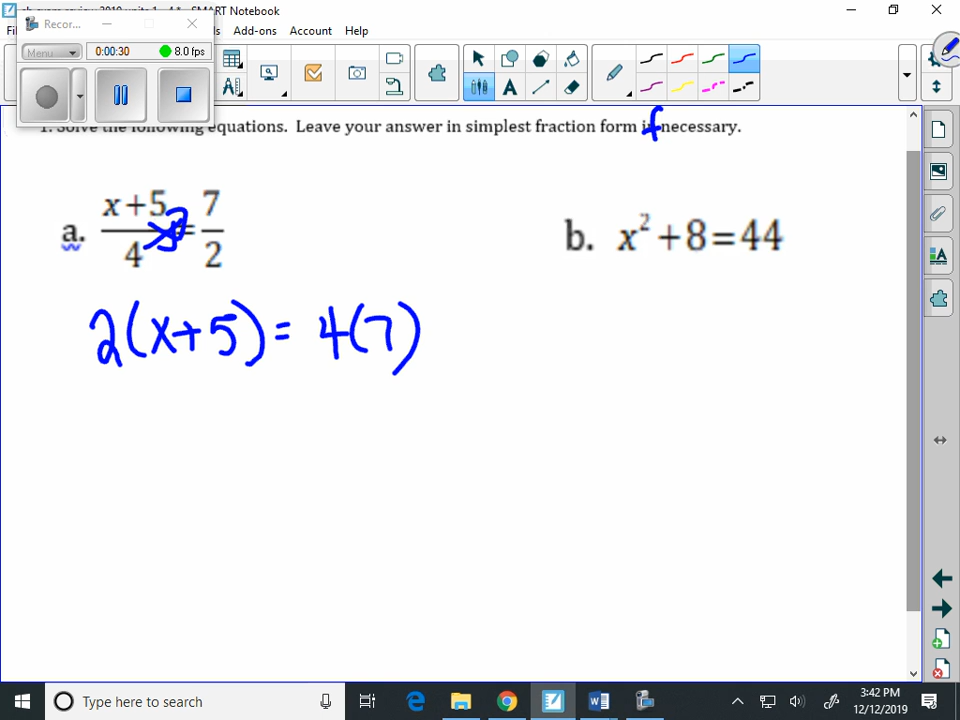 SMART Notebook
Recor...
Add-ons Account Help
Menu 0:00:30 8.0 fps
1. Solve the following equations. Leave your answer in simplest fraction form if necessary.
a. (x+5)/4 = 7/2
b. x² + 8 = 44
2(x+5) = 4(7)
Type here to search
3:42 PM
12/12/2019